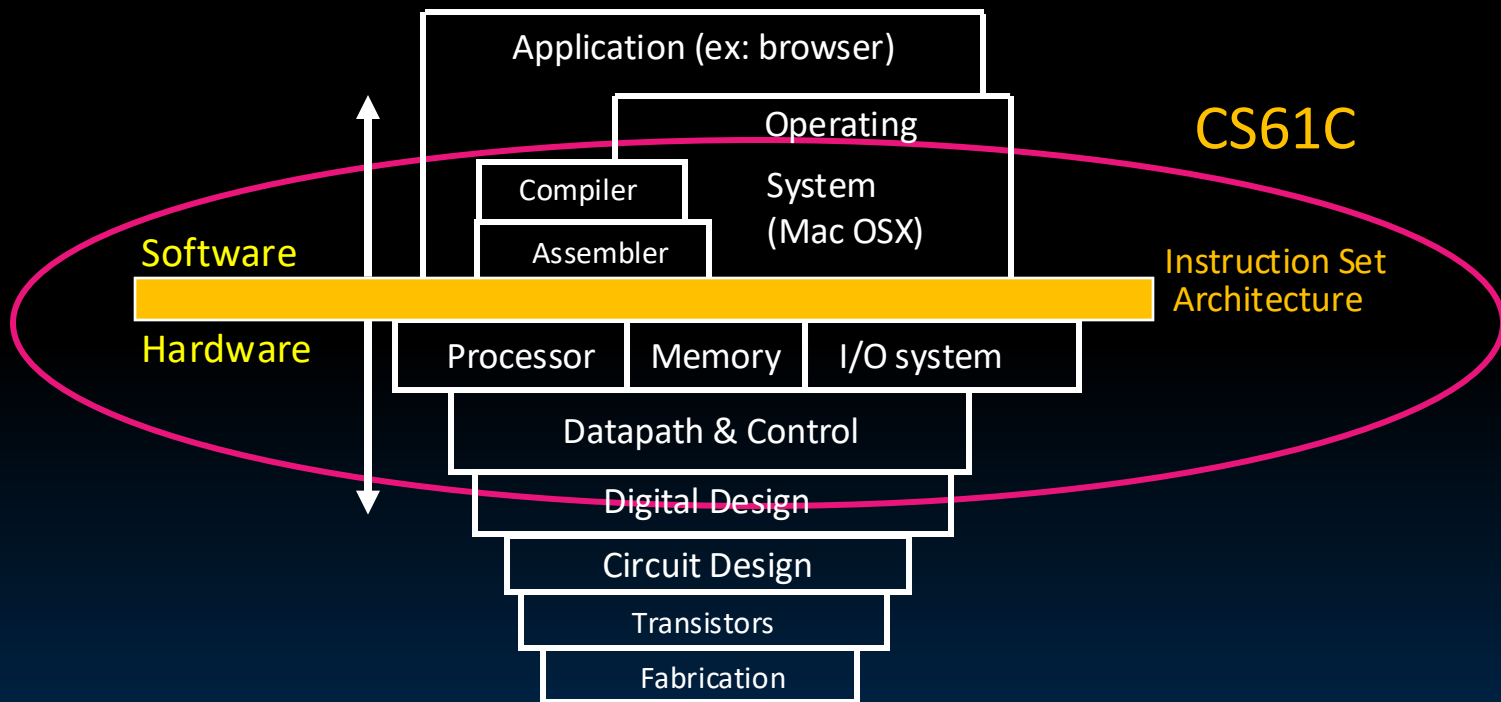 Application (ex: browser)
Operating
CS61C
Compiler
System
(Mac OSX)
Software
Assembler
Instruction Set
Architecture
Hardware
Processor
Memory
I/O system
Datapath & Control
Digital Design
Circuit Design
Transistors
Fabrication